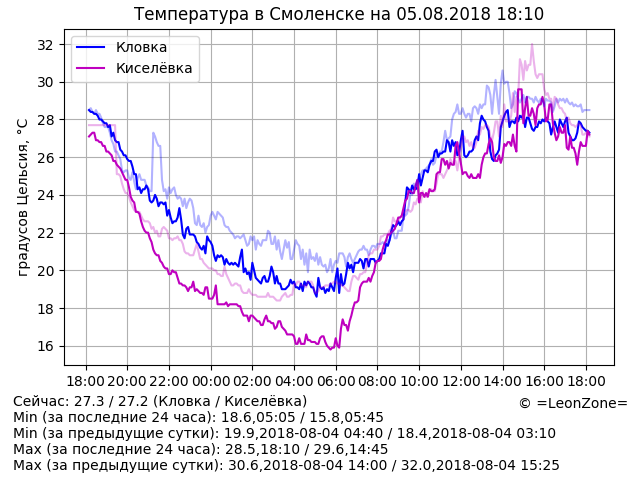 Температура в Смоленске на 05.08.2018 18:10
Кловка
Киселёвка
градусов Цельсия, °C
32
30
28
26
24
22
20
18
16
18:00 20:00 22:00 00:00 02:00 04:00 06:00 08:00 10:00 12:00 14:00 16:00 18:00
Сейчас: 27.3 / 27.2 (Кловка / Киселёвка)
© =LeonZone=
Min (за последние 24 часа): 18.6,05:05 / 15.8,05:45
Min (за предыдущие сутки): 19.9,2018-08-04 04:40 / 18.4,2018-08-04 03:10
Max (за последние 24 часа): 28.5,18:10 / 29.6,14:45
Max (за предыдущие сутки): 30.6,2018-08-04 14:00 / 32.0,2018-08-04 15:25